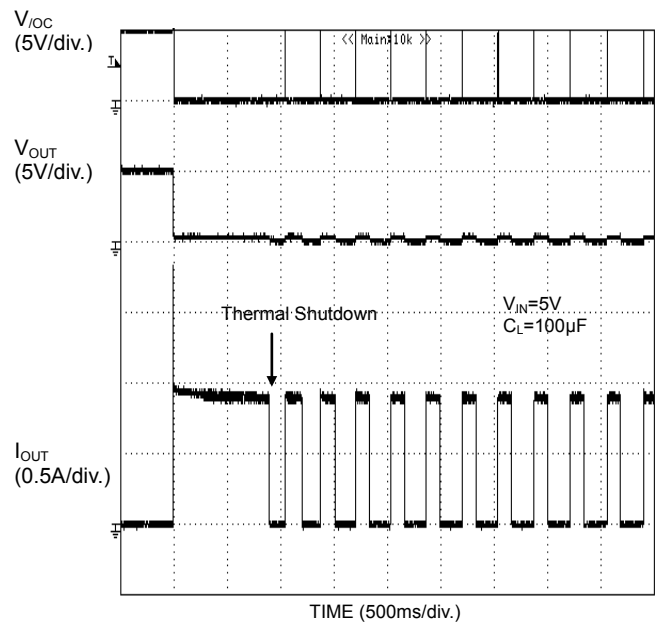 V/OC
(5V/div.)
<< Main:10k >>
T
VOUT
(5V/div.)
Thermal Shutdown
VIN=5V
CL=100µF
IOUT
(0.5A/div.)
TIME (500ms/div.)